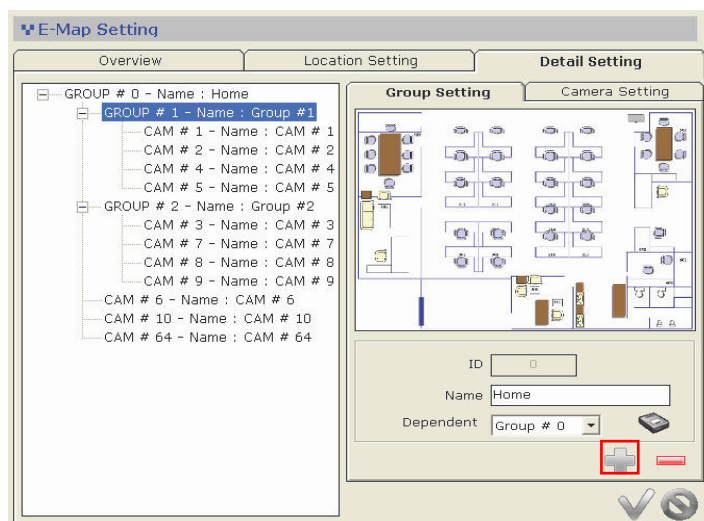 E-Map Setting
Overview
Location Setting
Detail Setting
GROUP # 0 - Name : Home
GROUP # 1 - Name : Group #1
CAM # 1 - Name : CAM # 1
CAM # 2 - Name : CAM # 2
CAM # 4 - Name : CAM # 4
CAM # 5 - Name : CAM # 5
GROUP # 2 - Name : Group #2
CAM # 3 - Name : CAM # 3
CAM # 7 - Name : CAM # 7
CAM # 8 - Name : CAM # 8
CAM # 9 - Name : CAM # 9
CAM # 6 - Name : CAM # 6
CAM # 10 - Name : CAM # 10
CAM # 64 - Name : CAM # 64
Group Setting
Camera Setting
ID 0
Name Home
Dependent Group # 0